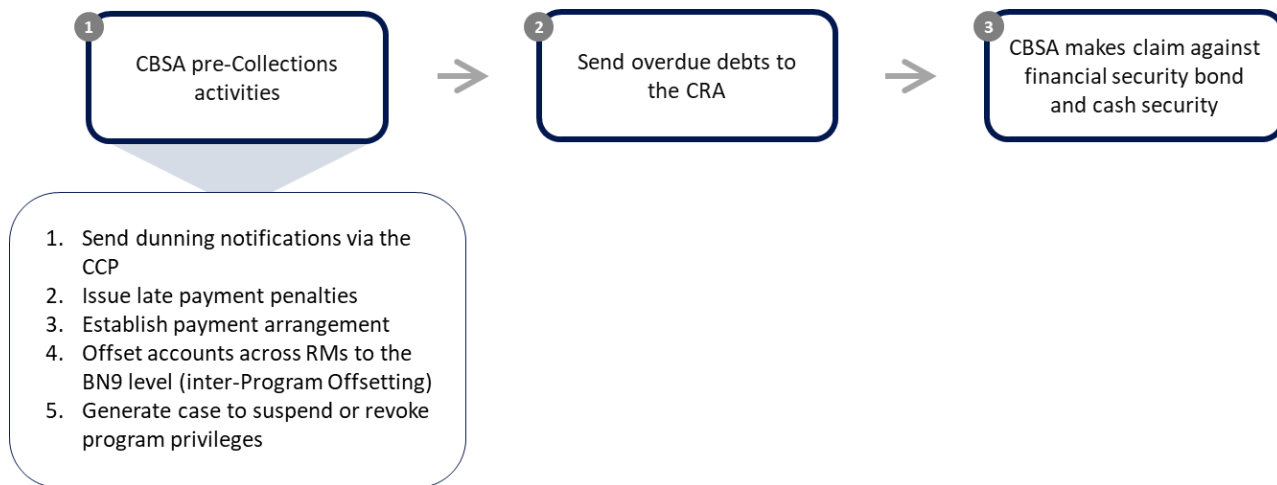 1
CBSA pre-Collections
activities
2
Send overdue debts to
the CRA
3
CBSA makes claim against
financial security bond
and cash security
1. Send dunning notifications via the
CCP
2. Issue late payment penalties
3. Establish payment arrangement
4. Offset accounts across RMs to the
BN9 level (inter-Program Offsetting)
5. Generate case to suspend or revoke
program privileges